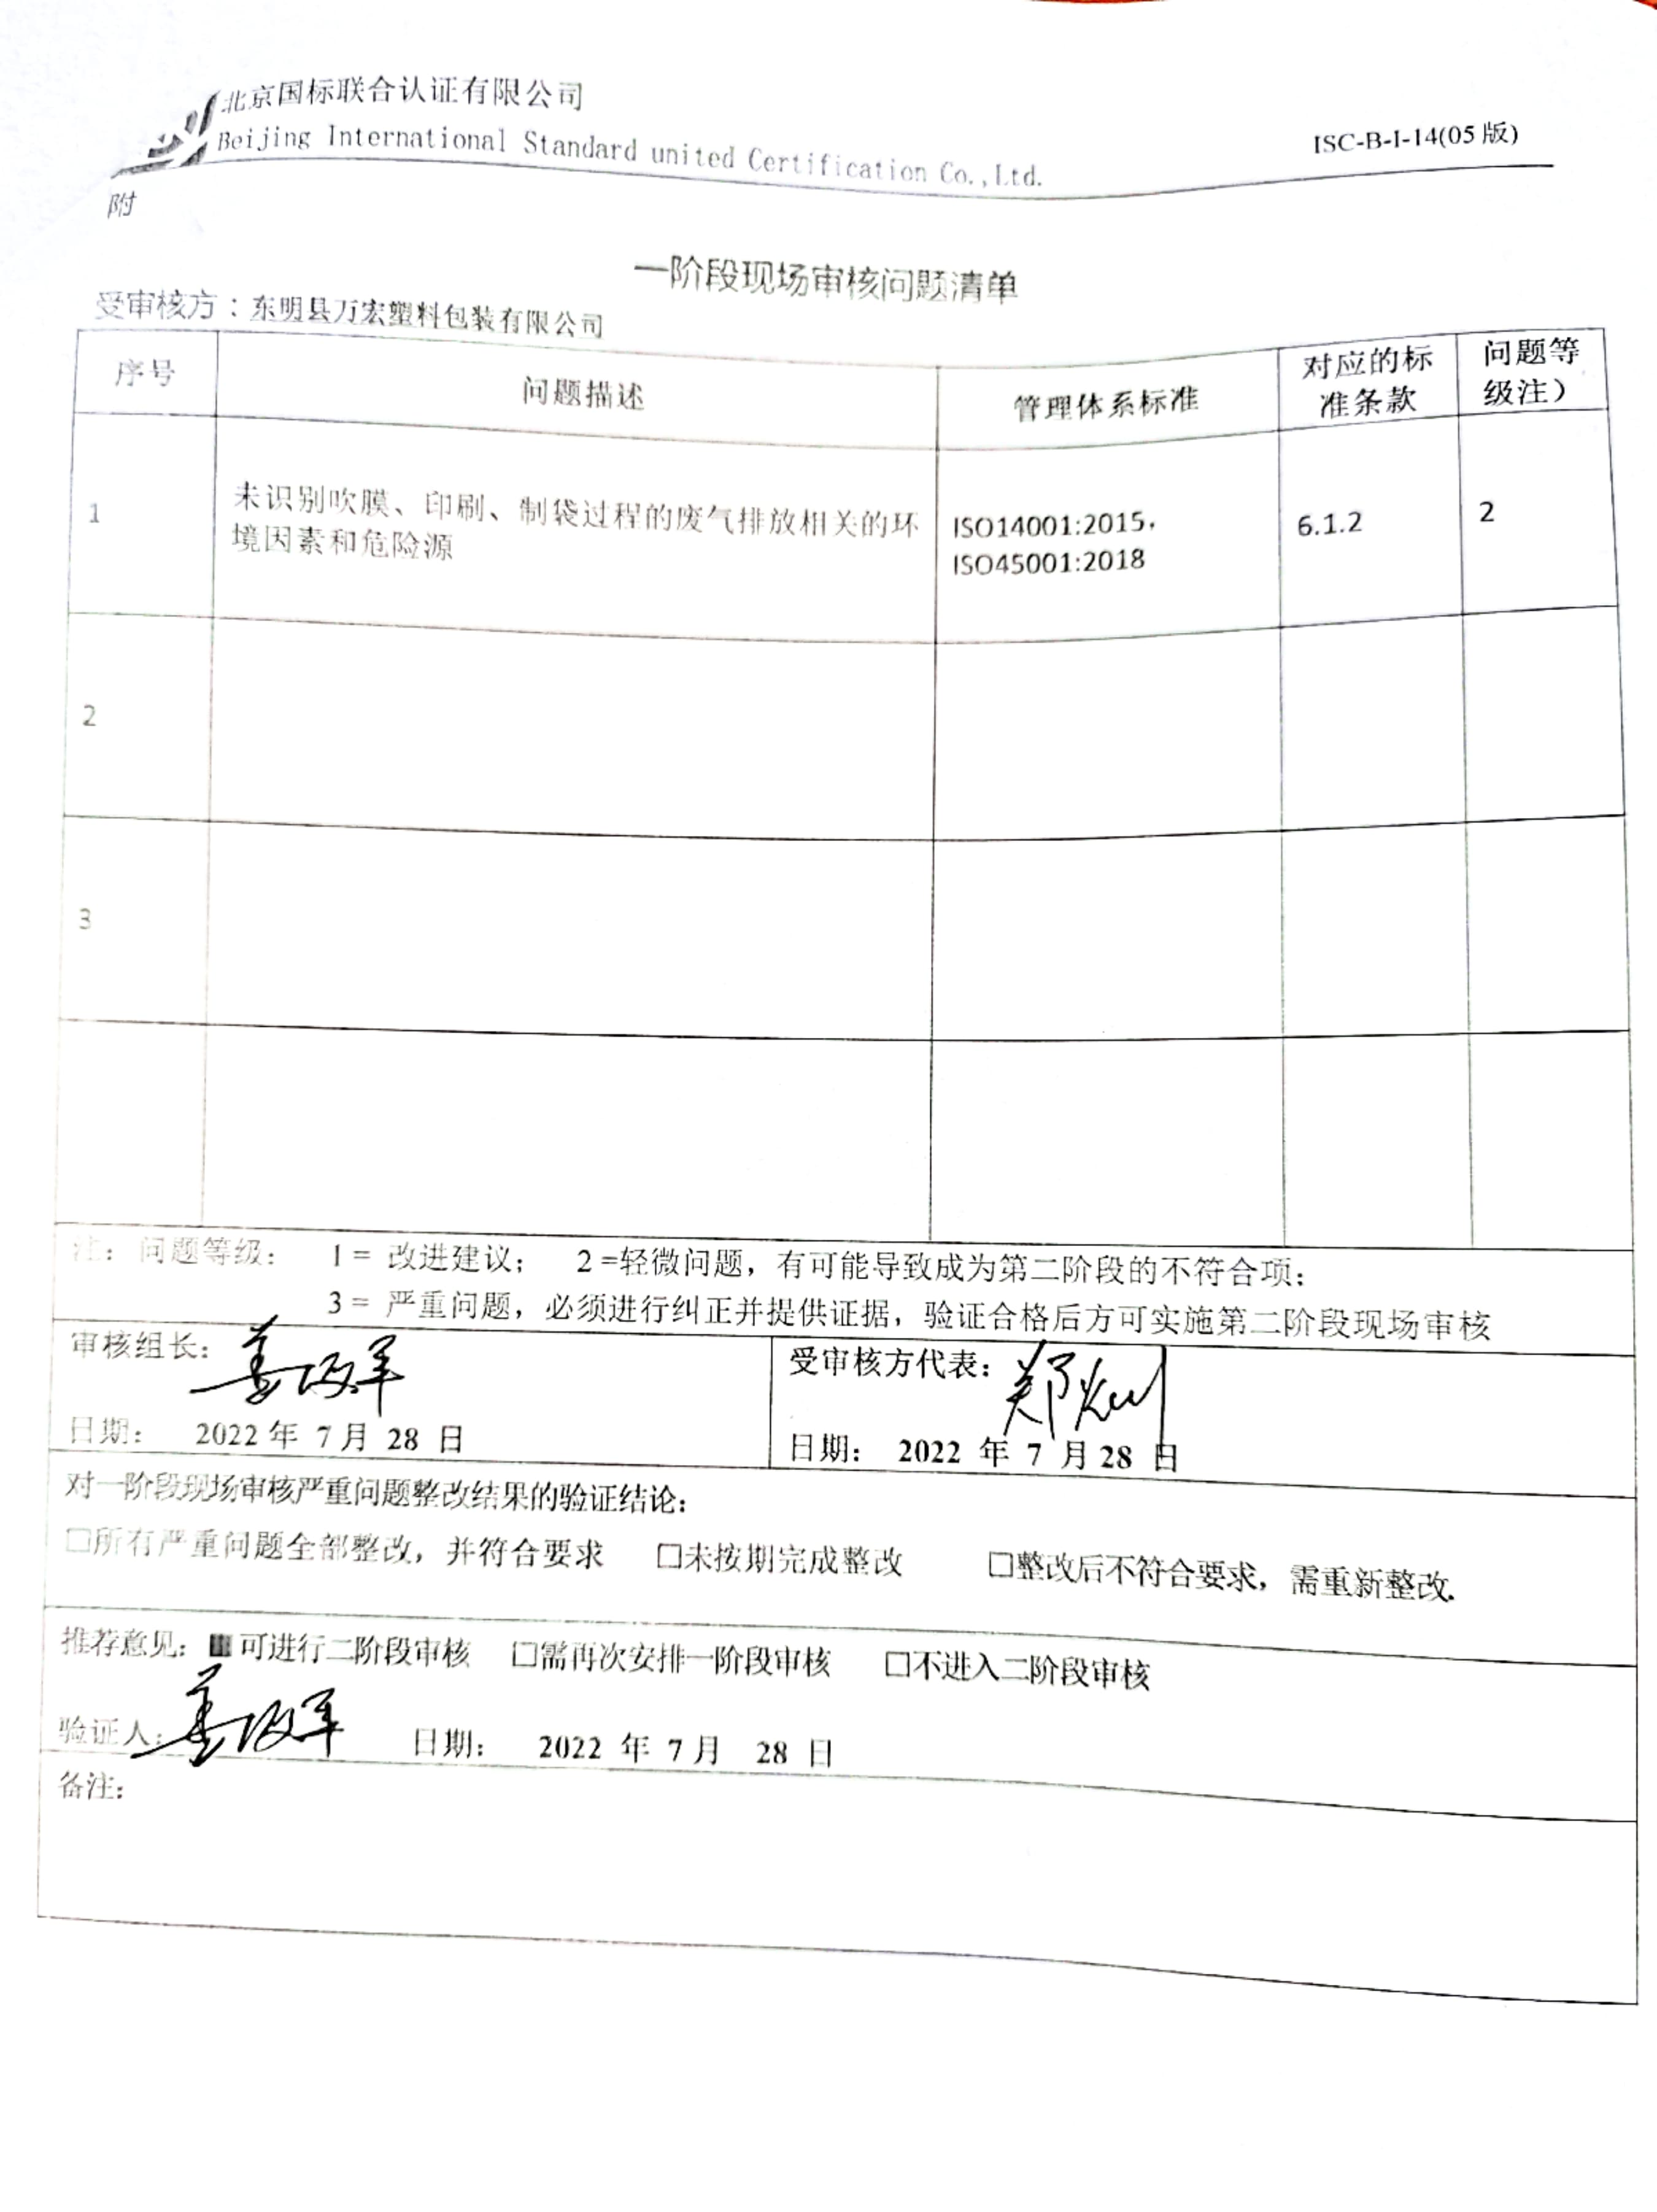 北京国标联合认证有限公司
Beijing International Standard united Certification Co.,Ltd.
ISC-B-I-14(05版)
附
一阶段现场审核问题清单
受审核方：东明县万宏塑料包装有限公司
序号
问题描述
管理体系标准
对应的标
准条款
问题等
级注）
1
未识别吹膜、印刷、制袋过程的废气排放相关的环
境因素和危险源
ISO14001:2015,
ISO45001:2018
6.1.2
2
2
3
注：问题等级： 1= 改进建议； 2=轻微问题，有可能导致成为第二阶段的不符合项；
3= 严重问题，必须进行纠正并提供证据，验证合格后方可实施第二阶段现场审核
审核组长：
日期： 2022年 7月 28 日
受审核方代表：
日期： 2022 年 7 月 28 日
对一阶段现场审核严重问题整改结果的验证结论：
□所有严重问题全部整改，并符合要求 □未按期完成整改 □整改后不符合要求，需重新整改.
推荐意见：■可进行二阶段审核 □需再次安排一阶段审核 □不进入二阶段审核
验证人： 日期： 2022 年 7月 28 日
备注：